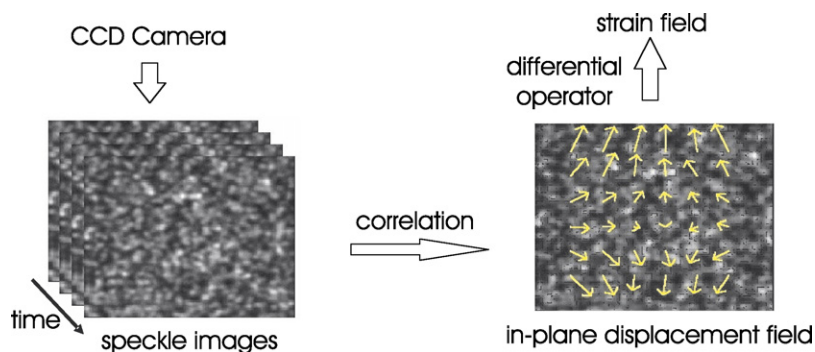 CCD Camera
time
speckle images
correlation
strain field
differential
operator
in-plane displacement field